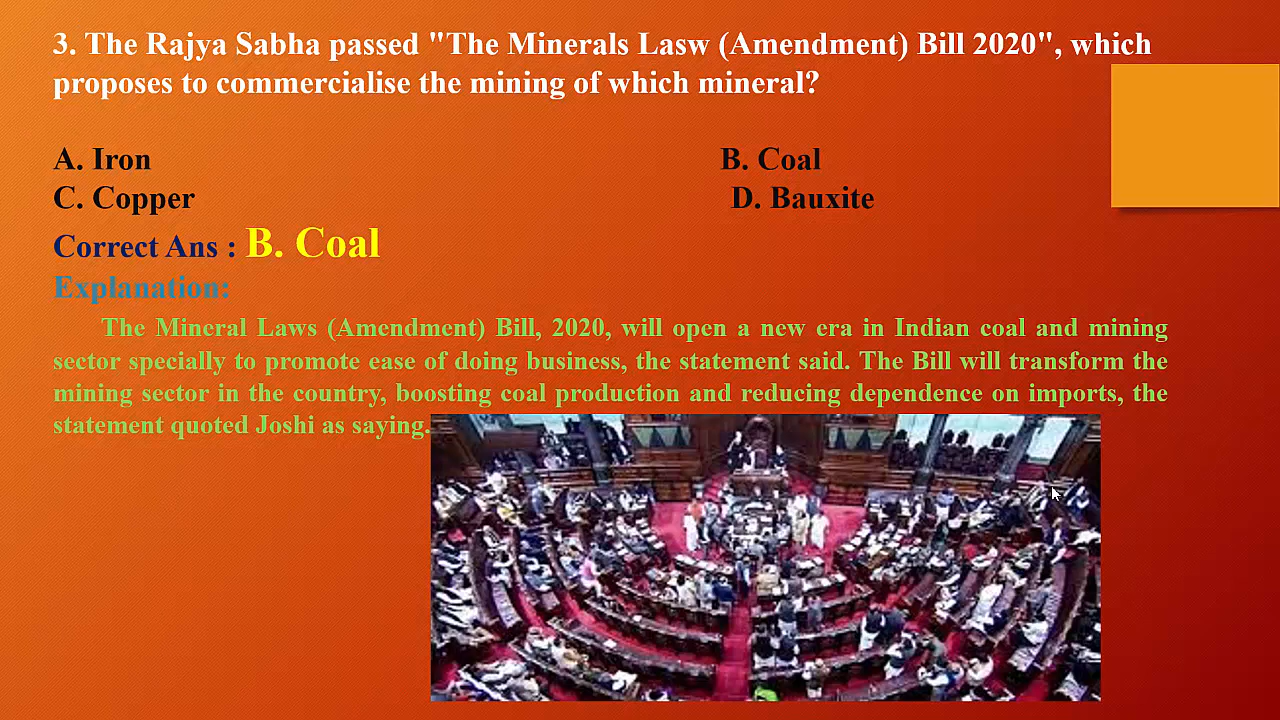 3. The Rajya Sabha passed "The Minerals Lasw (Amendment) Bill 2020", which
proposes to commercialise the mining of which mineral?
A. Iron B. Coal
C. Copper D. Bauxite
Correct Ans : B. Coal
Explanation:
The Mineral Laws (Amendment) Bill, 2020, will open a new era in Indian coal and mining
sector specially to promote ease of doing business, the statement said. The Bill will transform the
mining sector in the country, boosting coal production and reducing dependence on imports, the
statement quoted Joshi as saying.